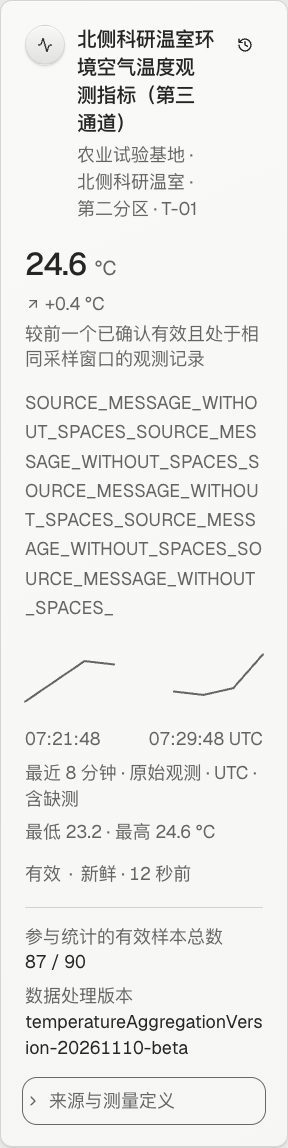 北侧科研温室环
境空气温度观
测指标（第三
通道）
农业试验基地 ·
北侧科研温室 ·
第二分区 · T-01
24.6 °C
↗ +0.4 °C
较前一个已确认有效且处于相
同采样窗口的观测记录
SOURCE_MESSAGE_WITHO
UT_SPACES_SOURCE_MES
SAGE_WITHOUT_SPACES_S
OURCE_MESSAGE_WITHOU
T_SPACES_SOURCE_MESS
AGE_WITHOUT_SPACES_SO
URCE_MESSAGE_WITHOUT
_SPACES_
07:21:48 07:29:48 UTC
最近 8 分钟 · 原始观测 · UTC ·
含缺测
最低 23.2 · 最高 24.6 °C
有效 · 新鲜 · 12 秒前
参与统计的有效样本总数
87 / 90
数据处理版本
temperatureAggregationVers
ion-20261110-beta
来源与测量定义